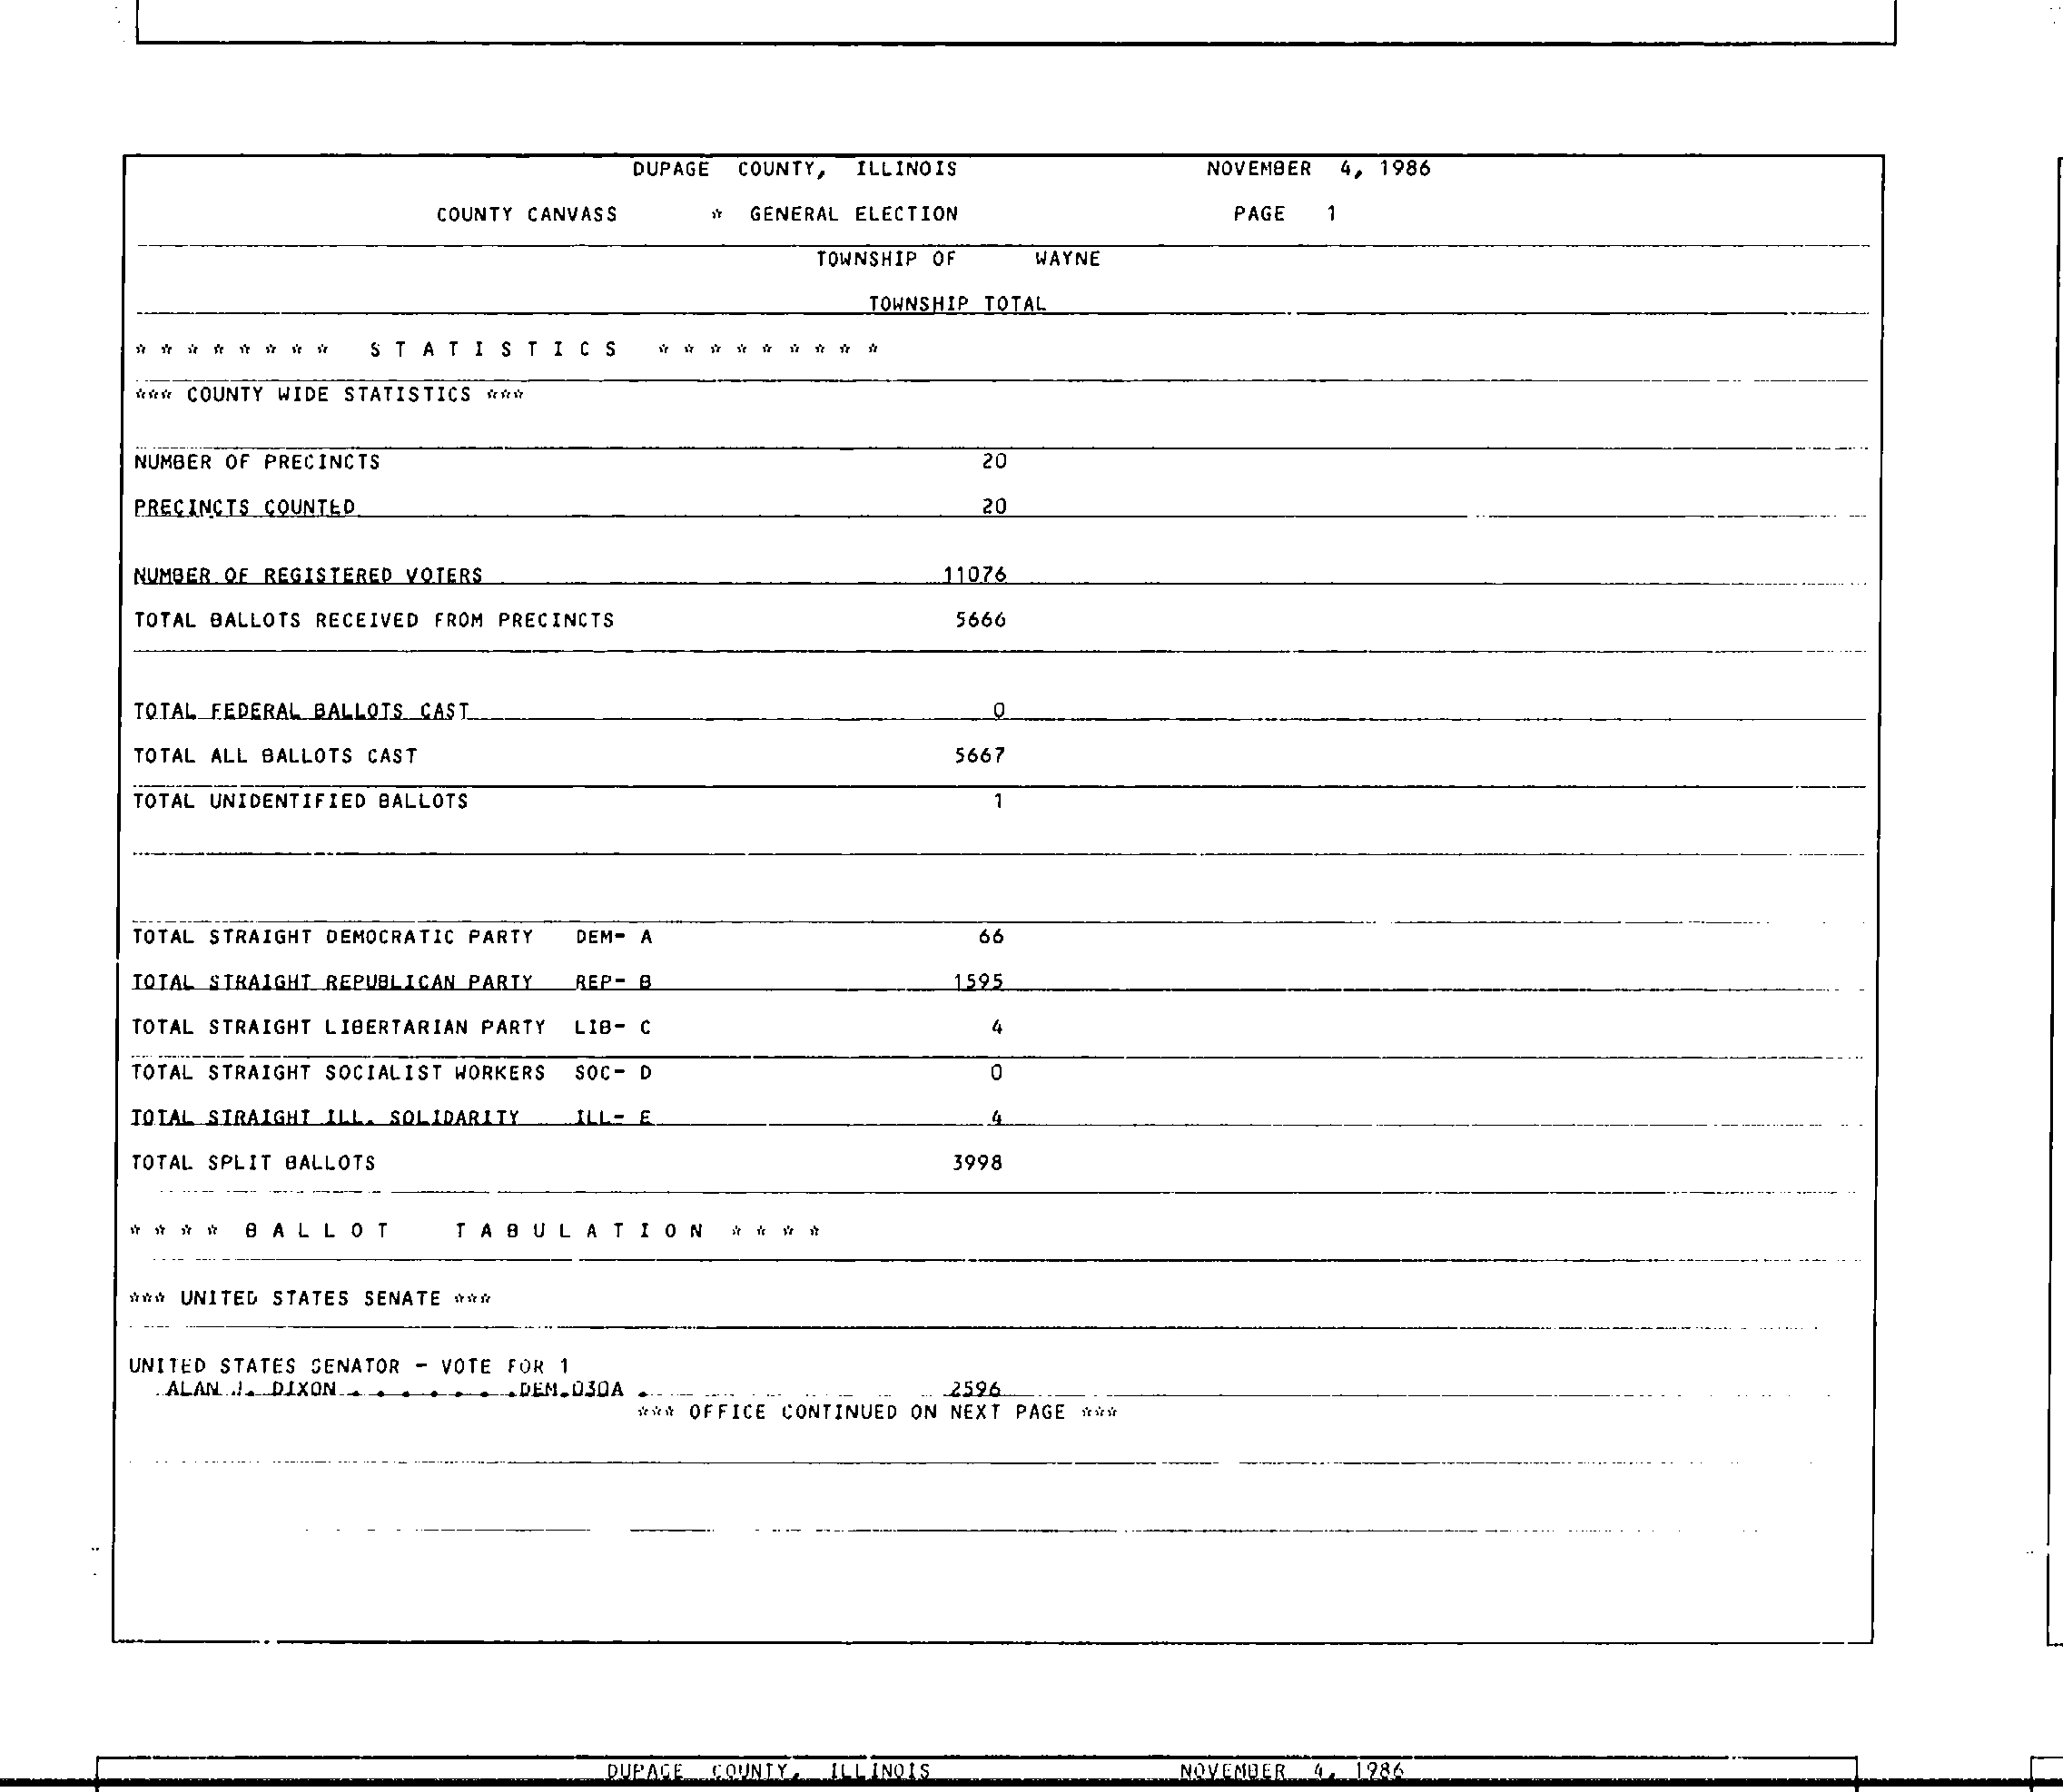 DUPAGE COUNTY, ILLINOIS NOVEMBER 4, 1986
COUNTY CANVASS * GENERAL ELECTION PAGE 1
TOWNSHIP OF WAYNE
TOWNSHIP TOTAL
* * * * * * * * S T A T I S T I C S * * * * * * * * *
*** COUNTY WIDE STATISTICS ***
NUMBER OF PRECINCTS 20
PRECINCTS COUNTED 20
NUMBER OF REGISTERED VOTERS 11076
TOTAL BALLOTS RECEIVED FROM PRECINCTS 5666
TOTAL FEDERAL BALLOTS CAST 0
TOTAL ALL BALLOTS CAST 5667
TOTAL UNIDENTIFIED BALLOTS 1
TOTAL STRAIGHT DEMOCRATIC PARTY DEM- A 66
TOTAL STRAIGHT REPUBLICAN PARTY REP- B 1595
TOTAL STRAIGHT LIBERTARIAN PARTY LIB- C 4
TOTAL STRAIGHT SOCIALIST WORKERS SOC- D 0
TOTAL STRAIGHT ILL. SOLIDARITY ILL- E 4
TOTAL SPLIT BALLOTS 3998
* * * * B A L L O T T A B U L A T I O N * * * *
*** UNITED STATES SENATE ***
UNITED STATES SENATOR - VOTE FOR 1
ALAN J. DIXON . . . . . . . DEM.030A . 2596
*** OFFICE CONTINUED ON NEXT PAGE ***
DUPAGE COUNTY, ILLINOIS NOVEMBER 4, 1986